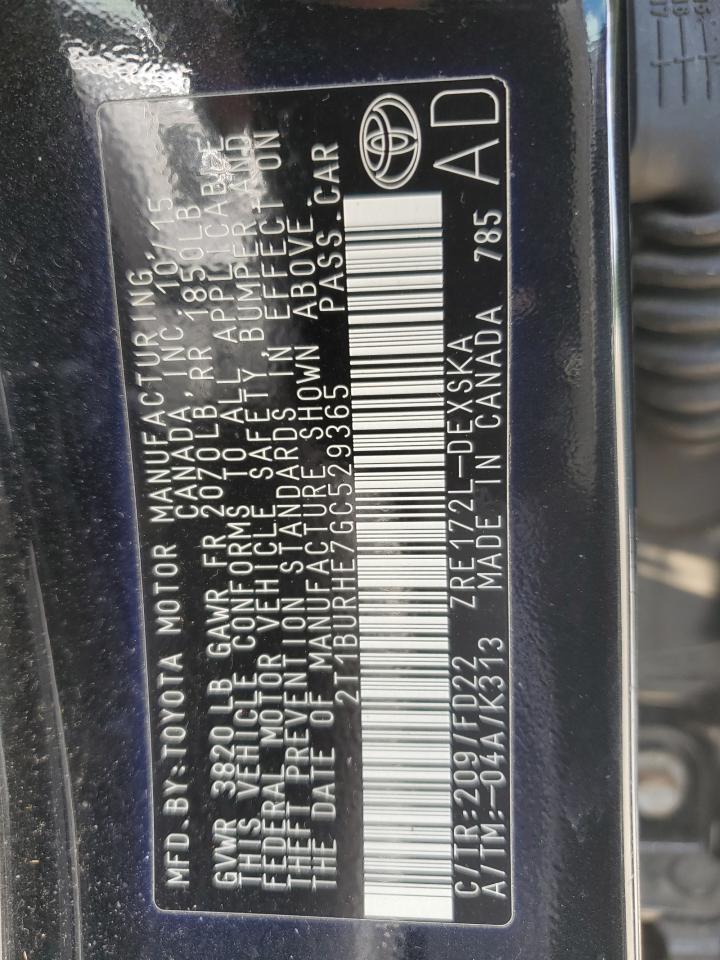 MFD.BY:TOYOTA MOTOR MANUFACTURING,
CANADA, INC. 10/15
GVWR 3820LB GAWR FR 2070LB,RR 1850LB
THIS VEHICLE CONFORMS TO ALL APPLICABLE
FEDERAL MOTOR VEHICLE SAFETY,BUMPER,AND
THEFT PREVENTION STANDARDS IN EFFECT ON
THE DATE OF MANUFACTURE SHOWN ABOVE.
2T1BURHE7GC529365 PASS.CAR
C/TR:209/FD22 ZRE172L-DEXSKA
A/TM:-04A/K313 MADE IN CANADA 785
AD